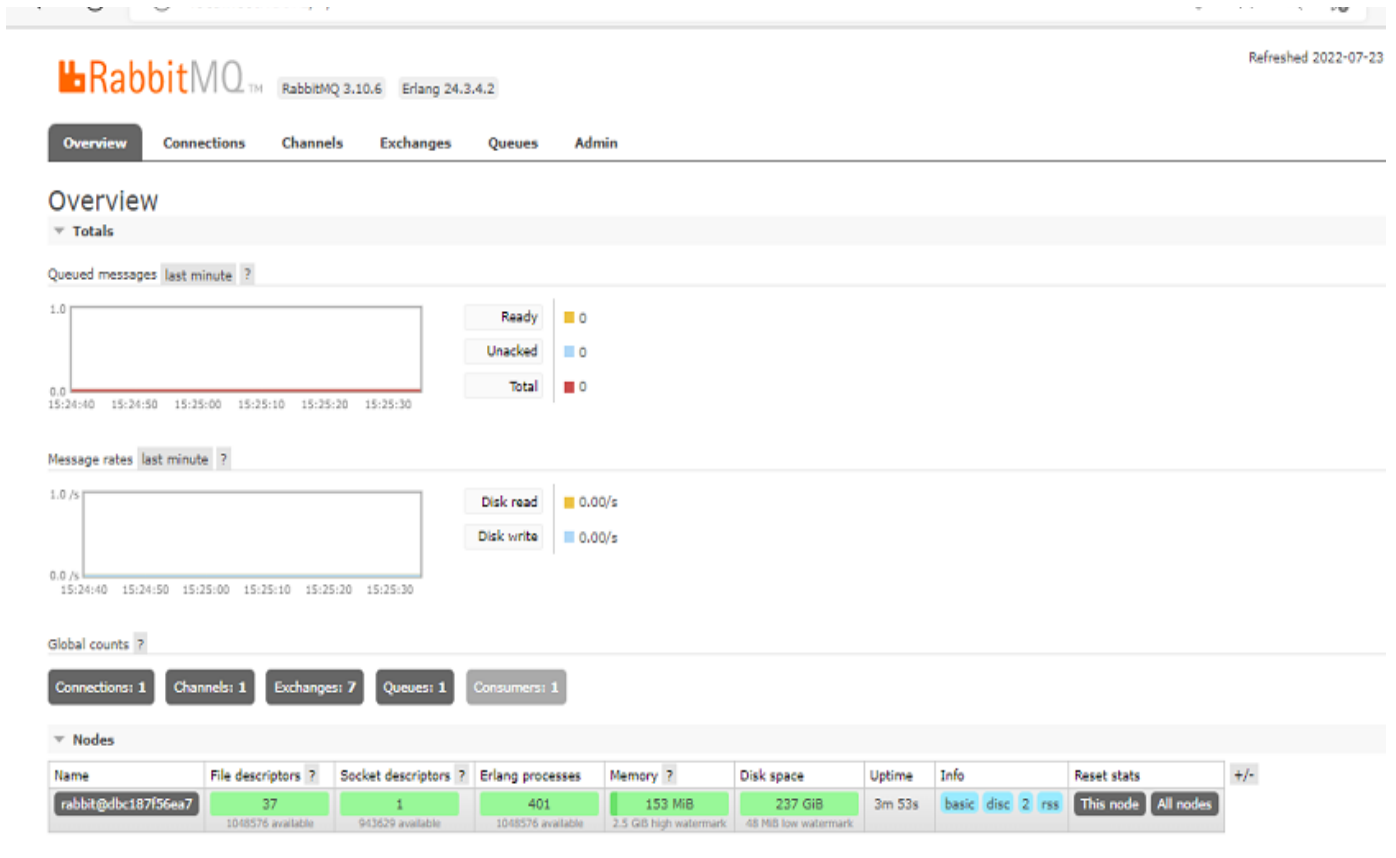 Refreshed 2022-07-23
RabbitMQ TM RabbitMQ 3.10.6 Erlang 24.3.4.2
Overview Connections Channels Exchanges Queues Admin
Overview
Totals
Queued messages last minute ?
1.0
0.0
15:24:40 15:24:50 15:25:00 15:25:10 15:25:20 15:25:30
Ready 0
Unacked 0
Total 0
Message rates last minute ?
1.0 /s
0.0 /s
15:24:40 15:24:50 15:25:00 15:25:10 15:25:20 15:25:30
Disk read 0.00/s
Disk write 0.00/s
Global counts ?
Connections: 1 Channels: 1 Exchanges: 7 Queues: 1 Consumers: 1
Nodes
Name File descriptors ? Socket descriptors ? Erlang processes Memory ? Disk space Uptime Info Reset stats +/-
rabbit@dbc187f56ea7 37 1 401 153 MiB 237 GiB 3m 53s basic disc 2 rss This node All nodes
1048576 available 943629 available 1048576 available 2.5 GiB high watermark 48 MiB low watermark